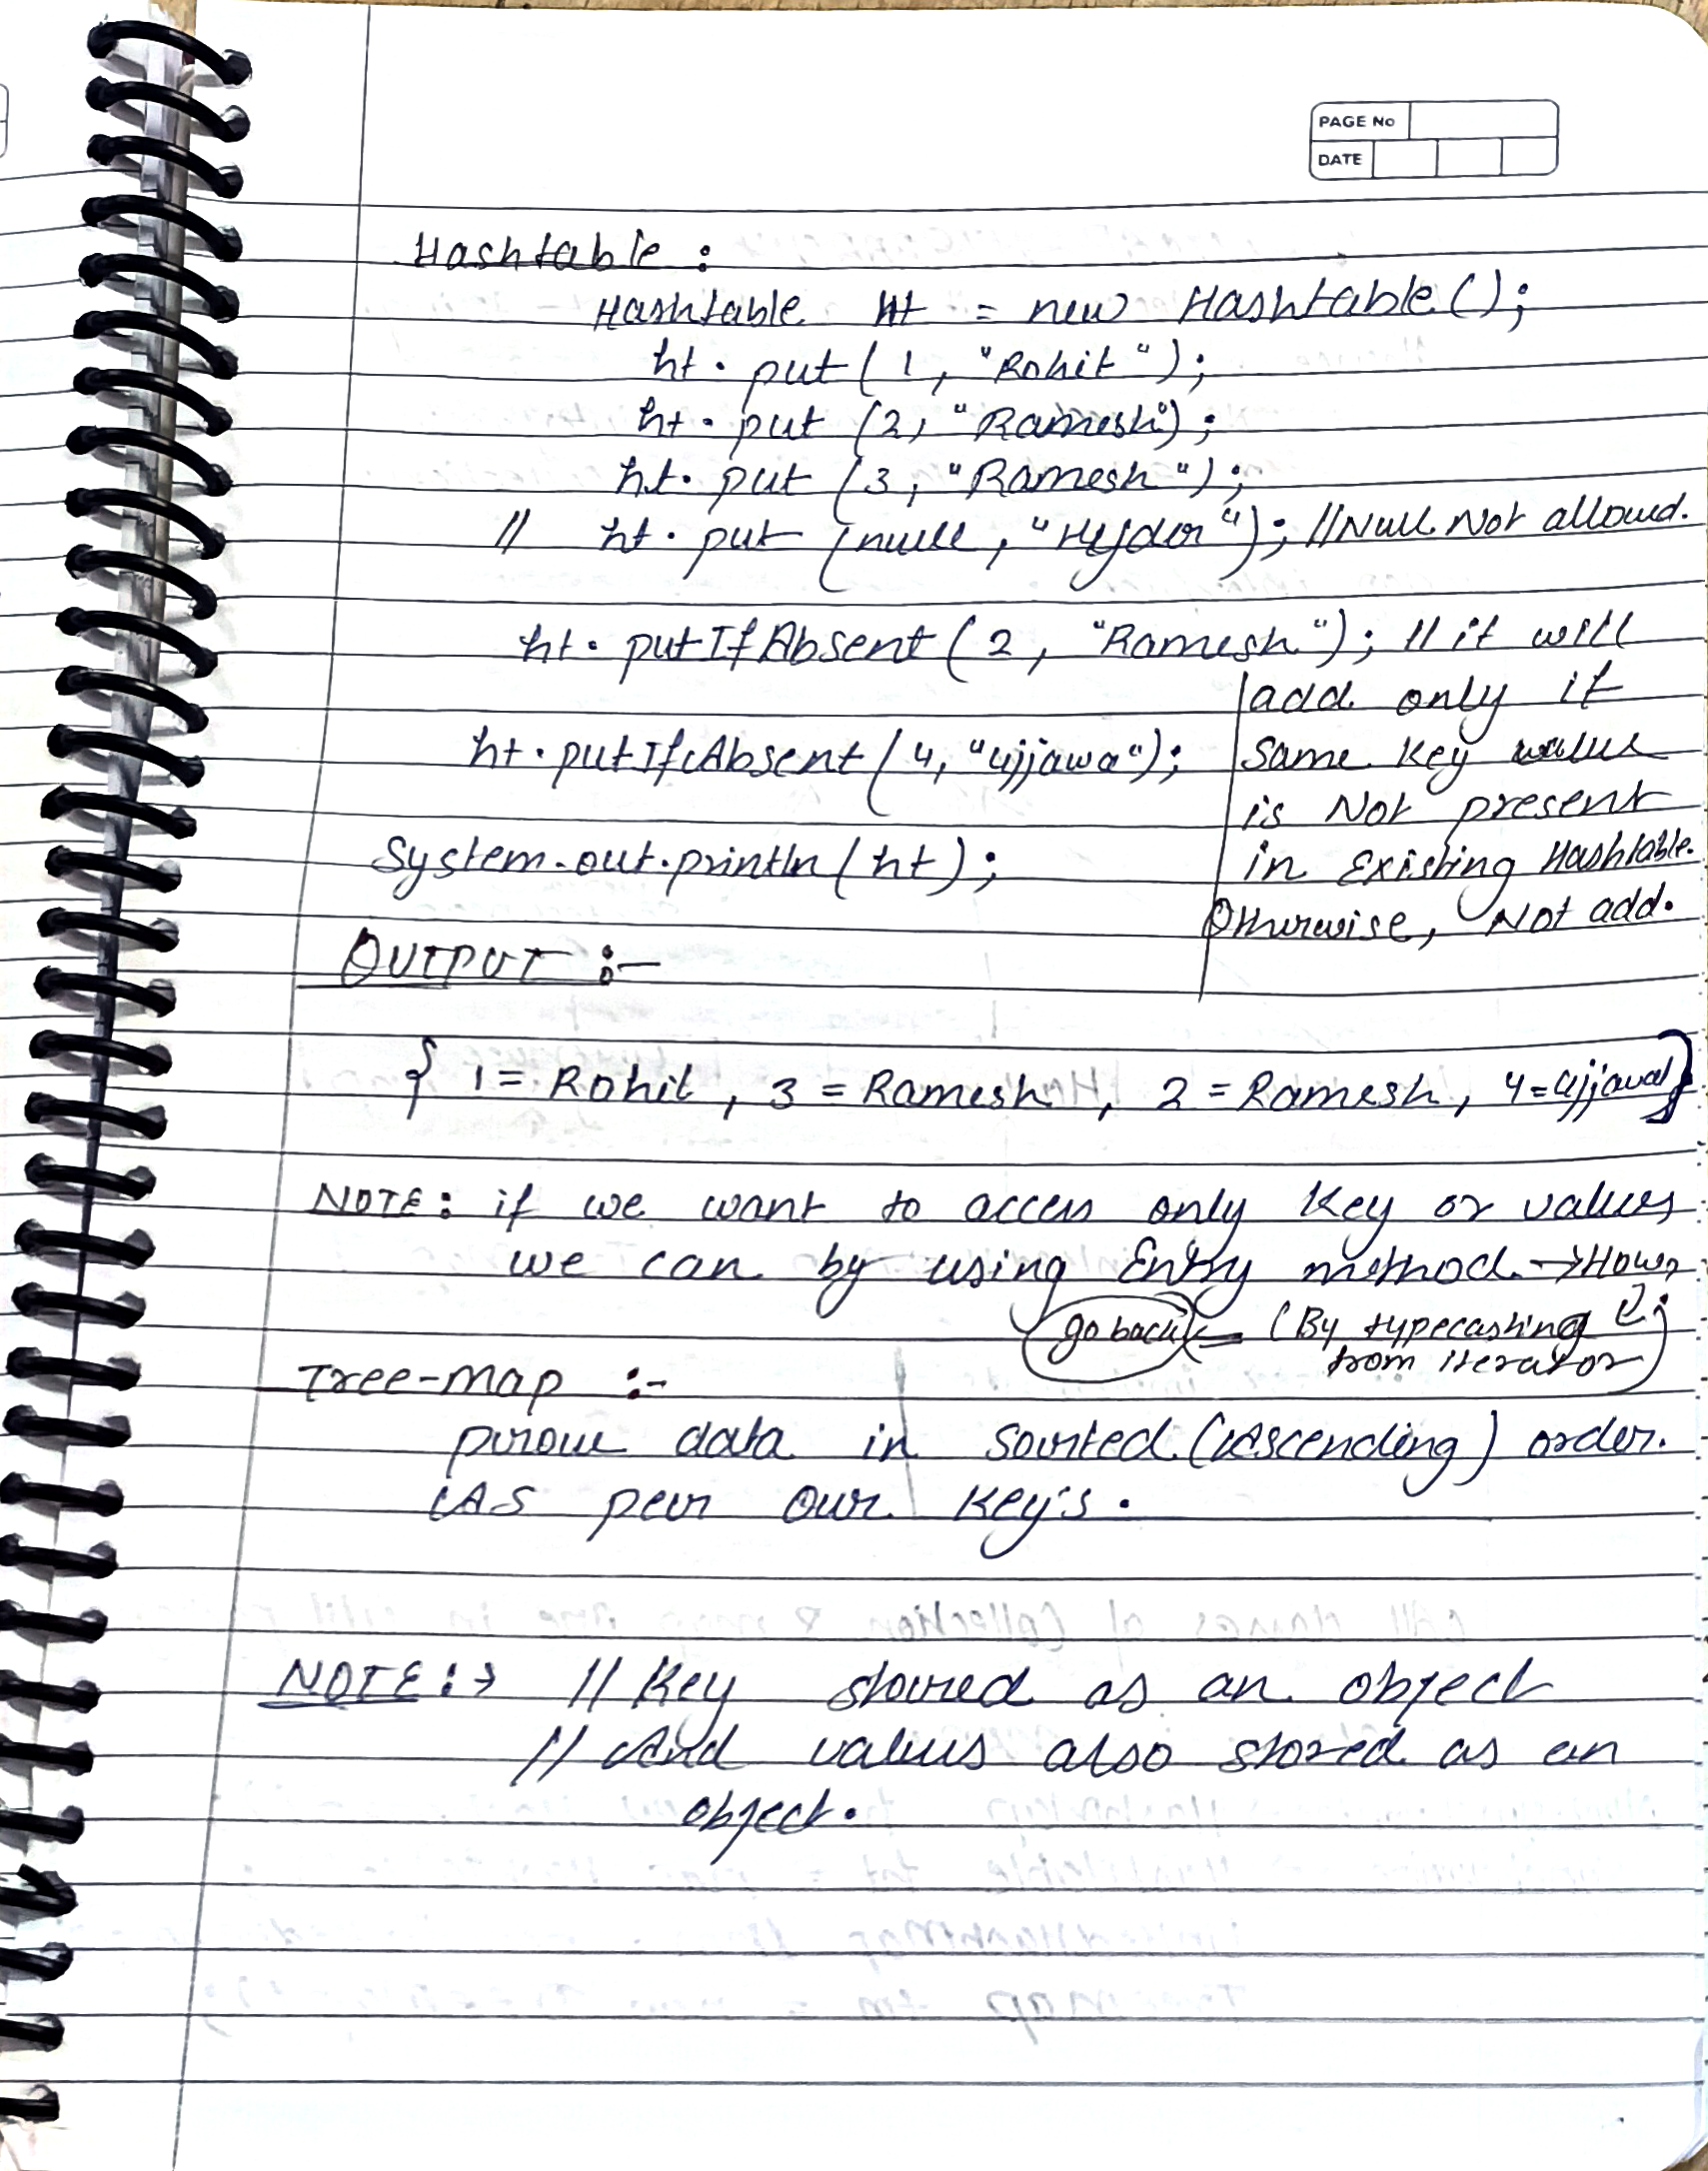 PAGE No
DATE
Hashtable :
Hashtable ht = new Hashtable();
ht. put( 1, "Rohit" );
ht. put (2, "Ramesh");
ht. put (3, "Ramesh");
// ht. put (null, "Hyder"); //Null Not allowd.
ht. putIfAbsent( 2, "Ramesh"); // it will
add only if
ht. putIfAbsent( 4, "Ujjawa"); Same Key value
is Not present
System.out.println(ht); in Existing Hashtable.
Otherwise, Not add.
OUTPUT :-
{ 1= Rohit, 3 = Ramesh, 2 = Ramesh, 4=Ujjawal}
NOTE: if we want to access only Key or values
we can by using Entry method. → How?
go back ⇐ (By typecasting
from iterator)
Tree-map :-
data in Sorted (Ascending) order.
AS per our Key's.
NOTE :→ // Key stored as an object
// And values also stored as an
object.